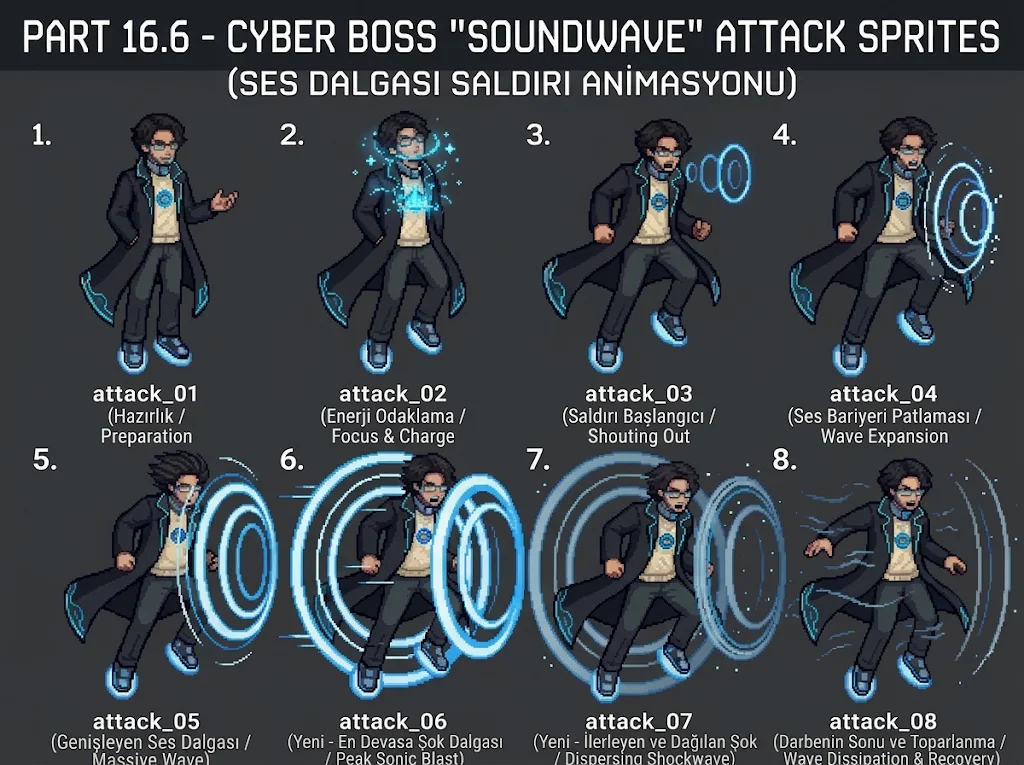 PART 16.6 - CYBER BOSS "SOUNDWAVE" ATTACK SPRITES
(SES DALGASI SALDIRI ANİMASYONU)
1.
attack_01
(Hazırlık /
Preparation
2.
attack_02
(Enerji Odaklama /
Focus & Charge
3.
attack_03
(Saldırı Başlangıcı /
Shouting Out
4.
attack_04
(Ses Bariyeri Patlaması /
Wave Expansion
5.
attack_05
(Genişleyen Ses Dalgası /
Massive Wave)
6.
attack_06
(Yeni - En Devasa Şok Dalgası
/ Peak Sonic Blast)
7.
attack_07
(Yeni - İlerleyen ve Dağılan Şok
/ Dispersing Shockwave)
8.
attack_08
(Darbenin Sonu ve Toparlanma /
Wave Dissipation & Recovery)